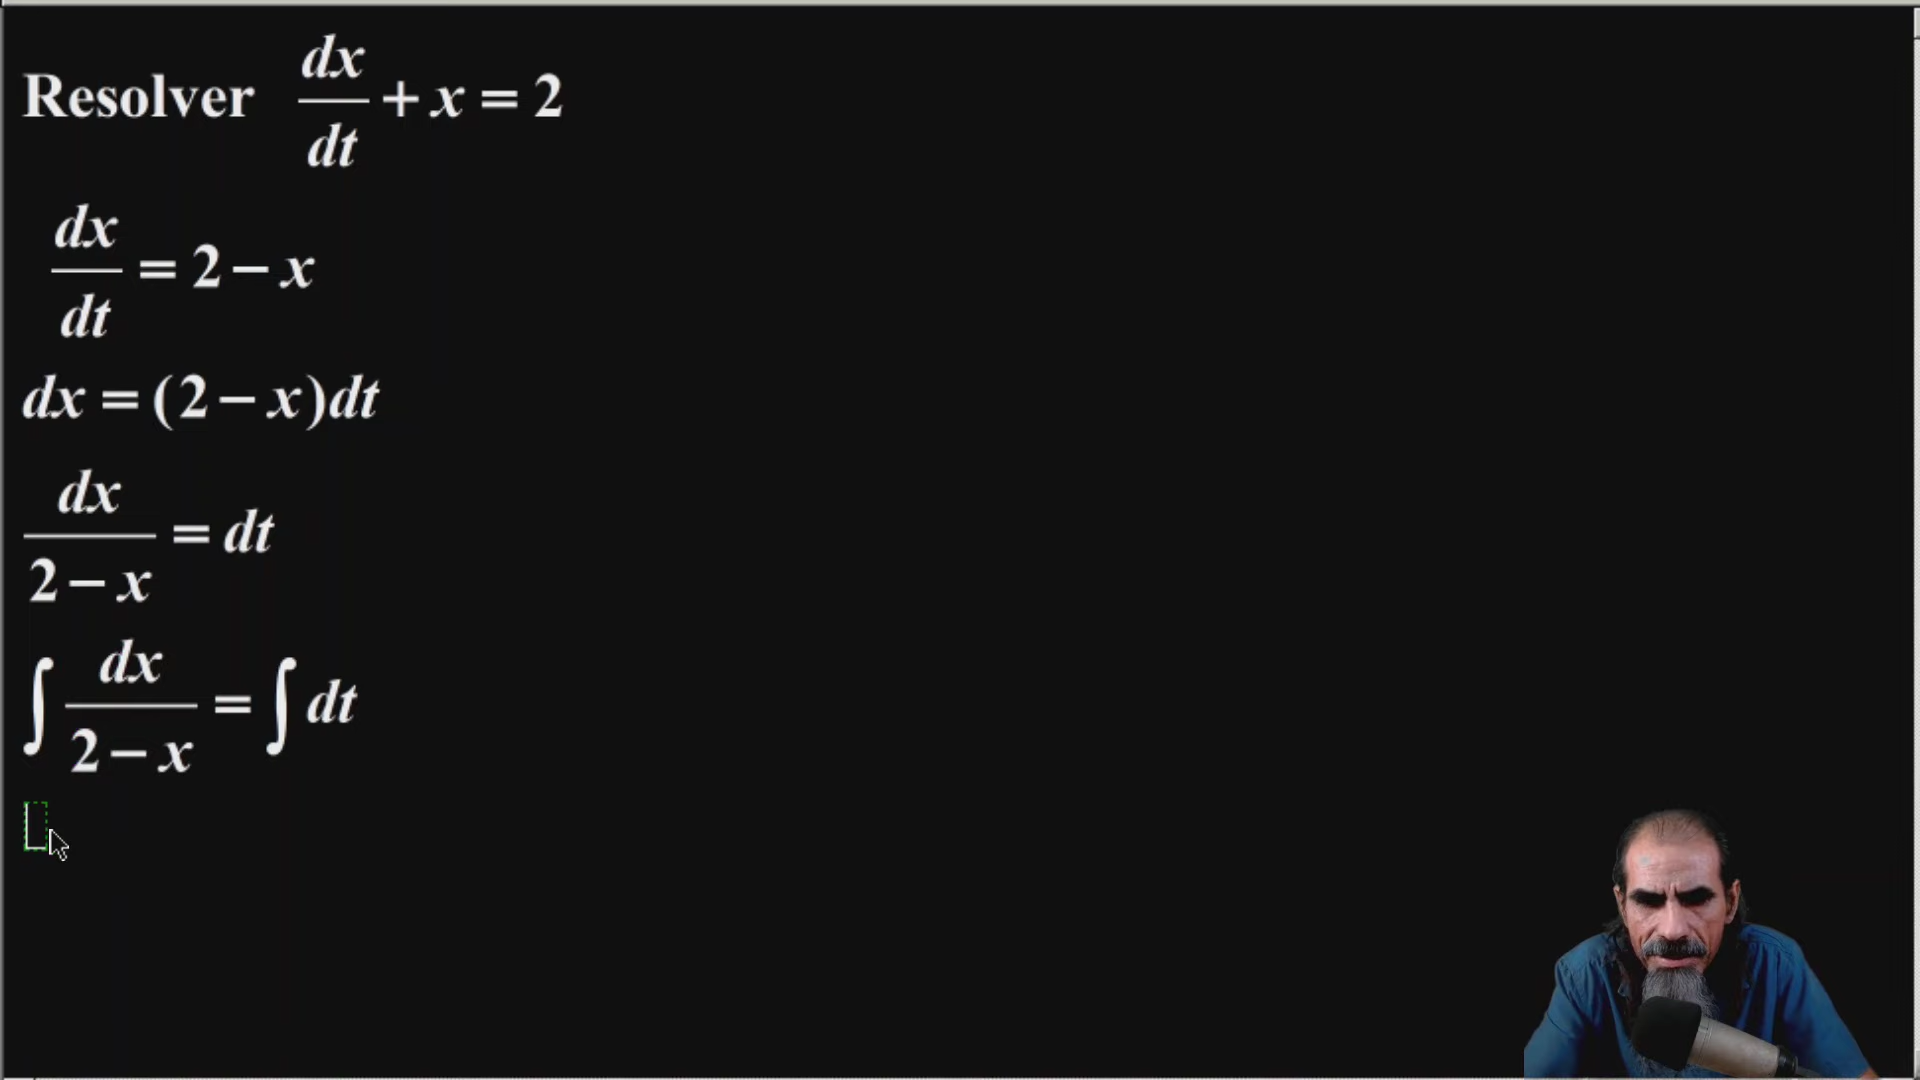 Resolver dx/dt + x = 2
dx/dt = 2 − x
dx = (2 − x)dt
dx/(2 − x) = dt
∫ dx/(2 − x) = ∫ dt